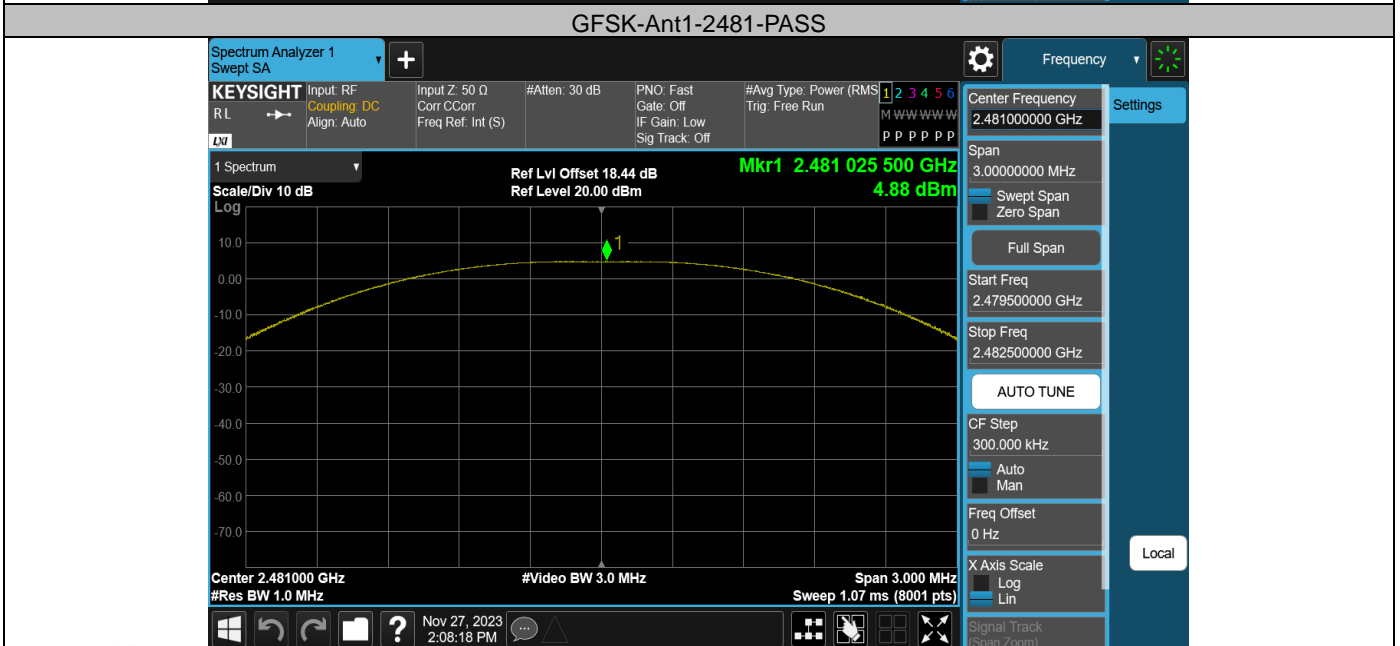 GFSK-Ant1-2481-PASS
Spectrum Analyzer 1
Swept SA
+
Frequency
KEYSIGHT
R L
LXI
Input: RF
Coupling: DC
Align: Auto
Input Z: 50 Ω
Corr CCorr
Freq Ref: Int (S)
#Atten: 30 dB
PNO: Fast
Gate: Off
IF Gain: Low
Sig Track: Off
#Avg Type: Power (RMS
Trig: Free Run
1 2 3 4 5 6
M W W W W W
P P P P P P
Center Frequency
2.481000000 GHz
Settings
Span
3.00000000 MHz
Swept Span
Zero Span
Full Span
Start Freq
2.479500000 GHz
Stop Freq
2.482500000 GHz
AUTO TUNE
CF Step
300.000 kHz
Auto
Man
Freq Offset
0 Hz
X Axis Scale
Log
Lin
Signal Track
(Span Zoom)
Local
1 Spectrum
Scale/Div 10 dB
Log
Ref Lvl Offset 18.44 dB
Ref Level 20.00 dBm
Mkr1 2.481 025 500 GHz
4.88 dBm
1
10.0
0.00
-10.0
-20.0
-30.0
-40.0
-50.0
-60.0
-70.0
Center 2.481000 GHz
#Res BW 1.0 MHz
#Video BW 3.0 MHz
Span 3.000 MHz
Sweep 1.07 ms (8001 pts)
?
Nov 27, 2023
2:08:18 PM